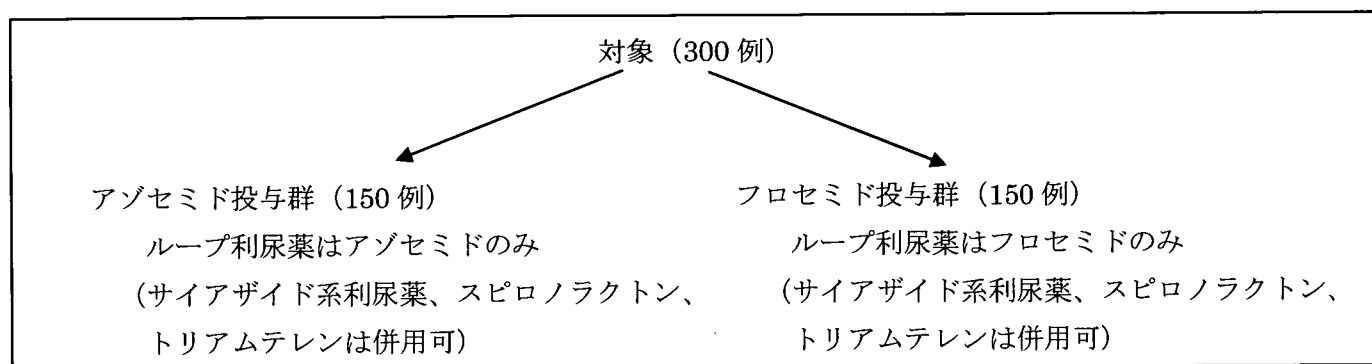 対象（300 例）
アゾセミド投与群（150 例）
ループ利尿薬はアゾセミドのみ
（サイアザイド系利尿薬、スピロノラクトン、
トリアムテレンは併用可）
フロセミド投与群（150 例）
ループ利尿薬はフロセミドのみ
（サイアザイド系利尿薬、スピロノラクトン、
トリアムテレンは併用可）